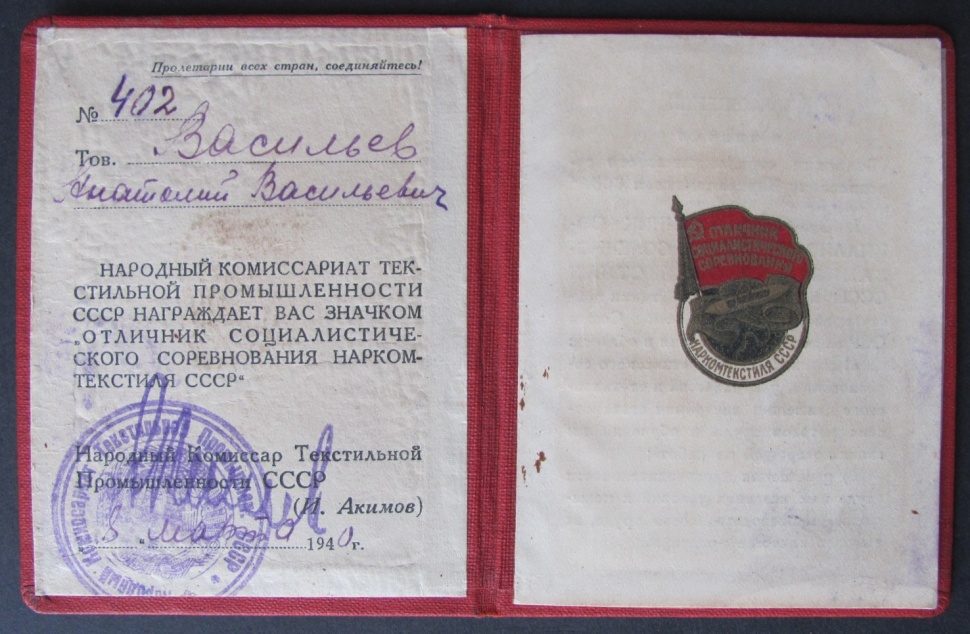 Пролетарии всех стран, соединяйтесь!
№ 402
Тов. Васильев
Анатолий Васильевич
НАРОДНЫЙ КОМИССАРИАТ ТЕК-
СТИЛЬНОЙ ПРОМЫШЛЕННОСТИ
СССР НАГРАЖДАЕТ ВАС ЗНАЧКОМ
„ОТЛИЧНИК СОЦИАЛИСТИЧЕ-
СКОГО СОРЕВНОВАНИЯ НАРКОМ-
ТЕКСТИЛЯ СССР“
Народный Комиссар Текстильной
Промышленности СССР
(И. Акимов)
марта 1940 г.
ОТЛИЧНИК
СОЦИАЛИСТИЧЕСКОГО
СОРЕВНОВАНИЯ
НАРКОМТЕКСТИЛЯ СССР